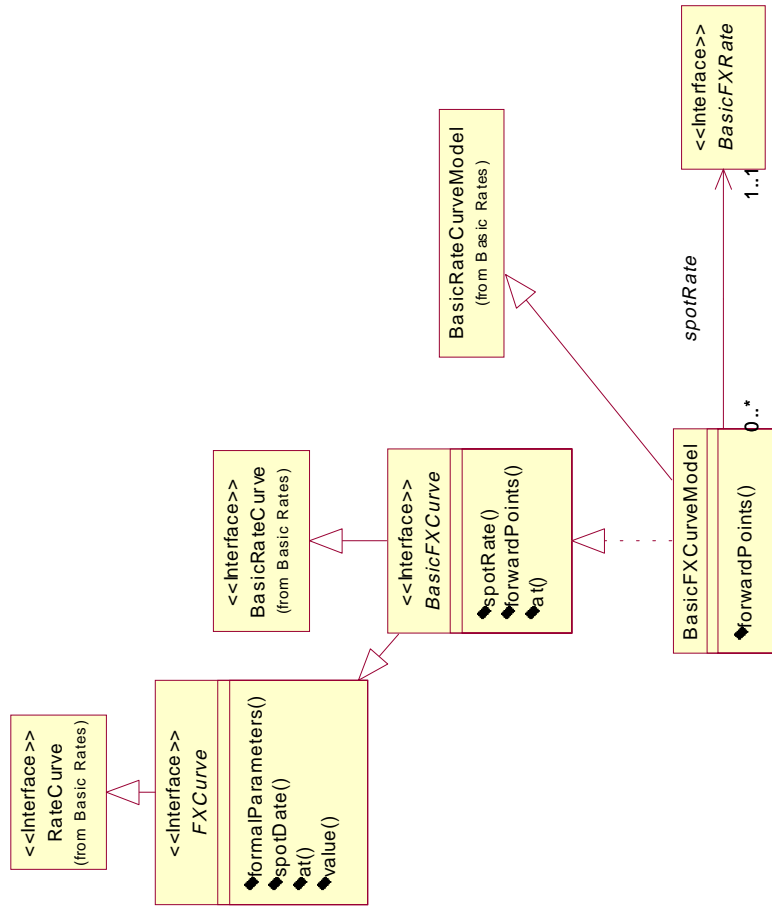 <<Interface>>
RateCurve
(from Basic Rates)
<<Interface>>
FXCurve
formalParameters()
spotDate()
at()
value()
<<Interface>>
BasicRateCurve
(from Basic Rates)
<<Interface>>
BasicFXCurve
spotRate()
forwardPoints()
at()
BasicRateCurveModel
(from Basic Rates)
BasicFXCurveModel
forwardPoints()
0..*
spotRate
1..1
<<Interface>>
BasicFXRate